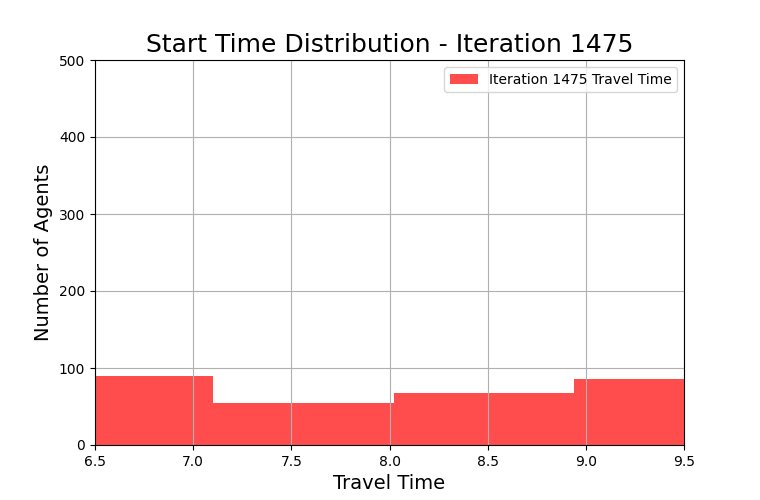 Start Time Distribution - Iteration 1475
Iteration 1475 Travel Time
Number of Agents
500
400
300
200
100
0
6.5 7.0 7.5 8.0 8.5 9.0 9.5
Travel Time